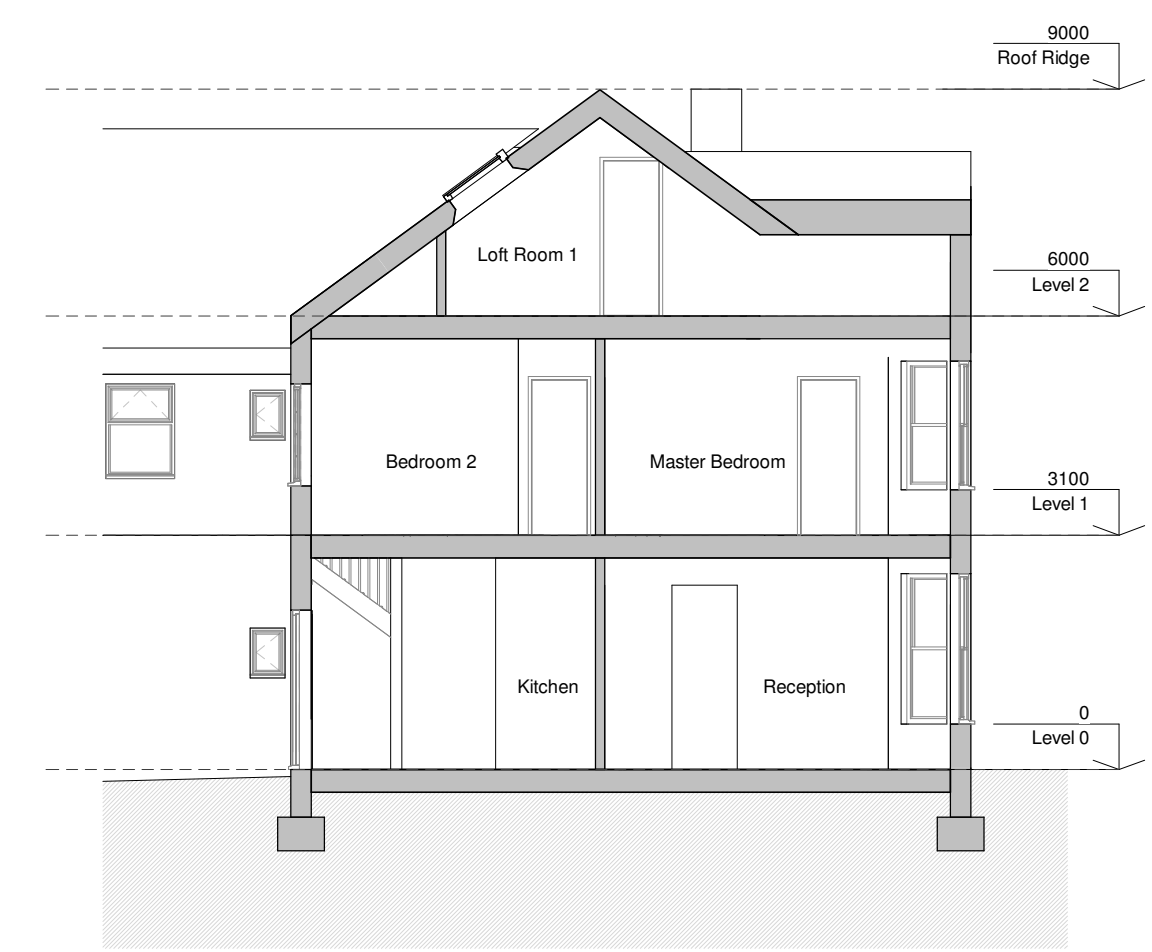 9000
Roof Ridge
Loft Room 1
6000
Level 2
Bedroom 2
Master Bedroom
3100
Level 1
Kitchen
Reception
0
Level 0